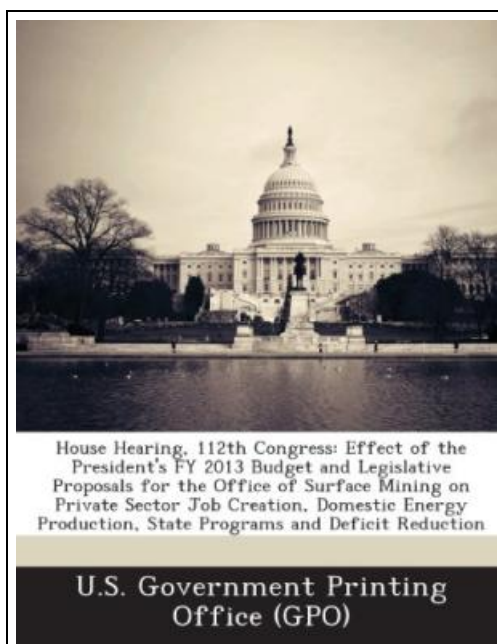 House Hearing, 112th Congress: Effect of the
President's FY 2013 Budget and Legislative
Proposals for the Office of Surface Mining on
Private Sector Job Creation, Domestic Energy
Production, State Programs and Deficit Reduction
U.S. Government Printing
Office (GPO)